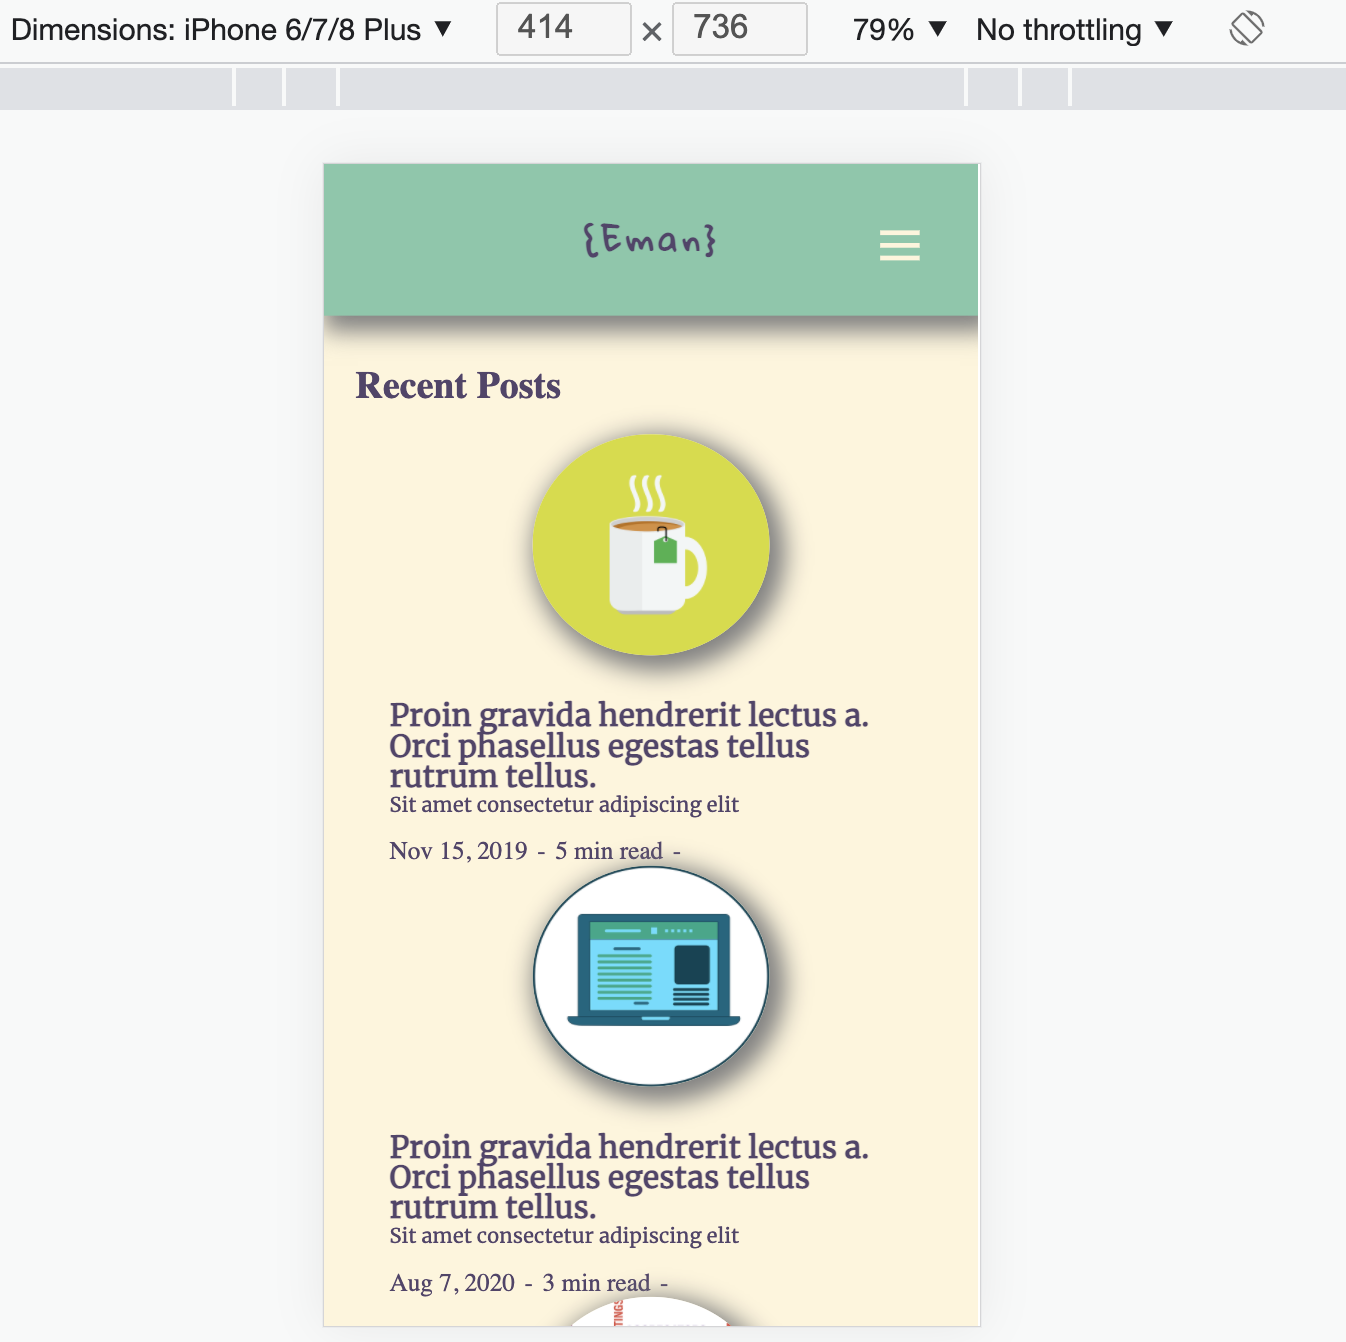 Dimensions: iPhone 6/7/8 Plus ▼ 414 × 736 79% ▼ No throttling ▼
{Eman}
Recent Posts
Proin gravida hendrerit lectus a.
Orci phasellus egestas tellus
rutrum tellus.
Sit amet consectetur adipiscing elit
Nov 15, 2019 - 5 min read -
Proin gravida hendrerit lectus a.
Orci phasellus egestas tellus
rutrum tellus.
Sit amet consectetur adipiscing elit
Aug 7, 2020 - 3 min read -